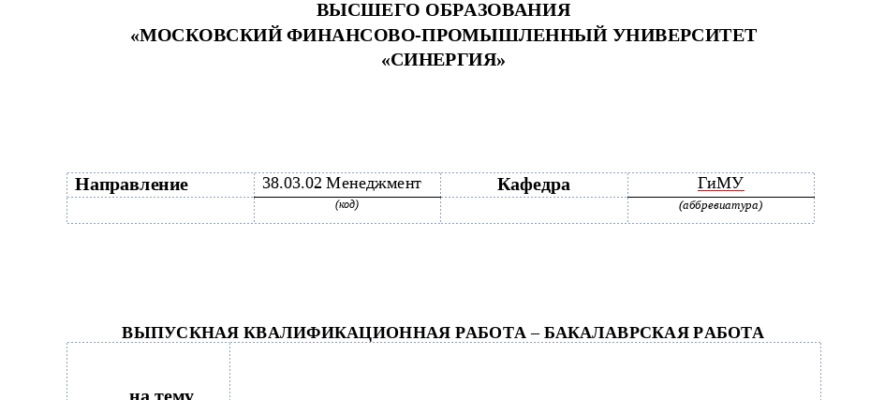 ВЫСШЕГО ОБРАЗОВАНИЯ
«МОСКОВСКИЙ ФИНАНСОВО-ПРОМЫШЛЕННЫЙ УНИВЕРСИТЕТ
«СИНЕРГИЯ»
Направление 38.03.02 Менеджмент Кафедра ГиМУ
(код) (аббревиатура)
ВЫПУСКНАЯ КВАЛИФИКАЦИОННАЯ РАБОТА – БАКАЛАВРСКАЯ РАБОТА
на тему